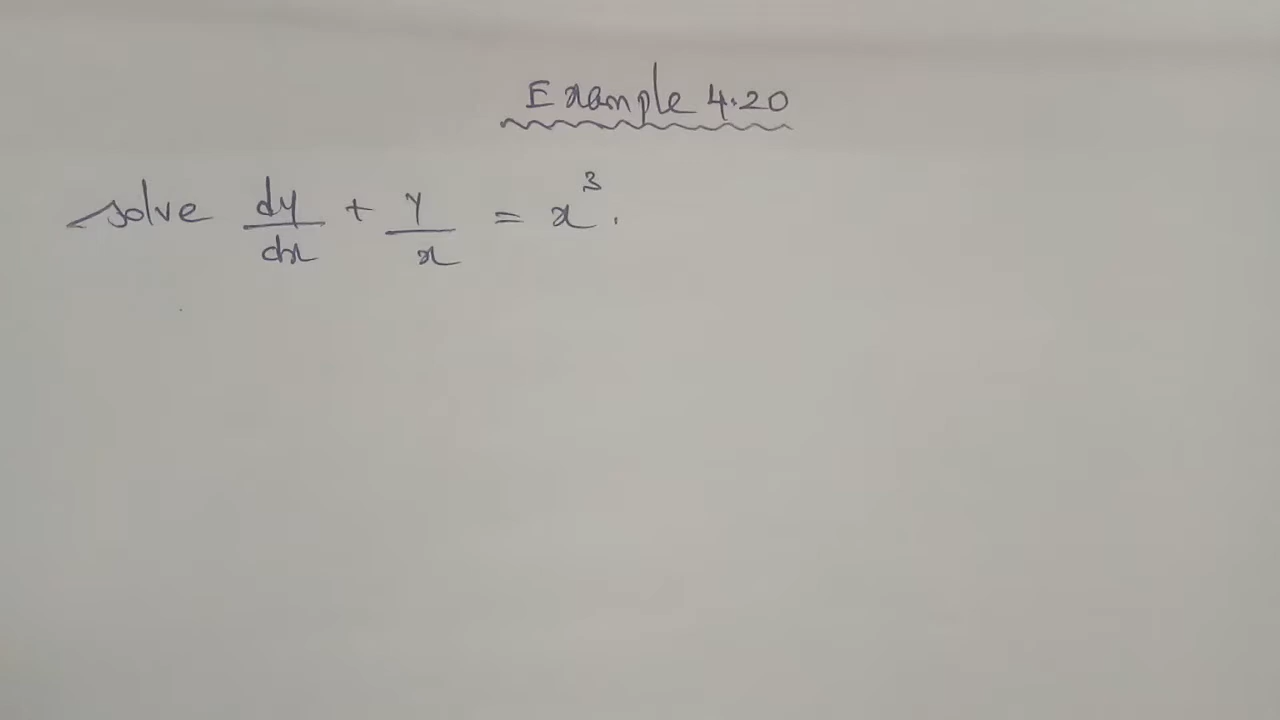 Example 4.20
solve dy/dx + y/x = x³.